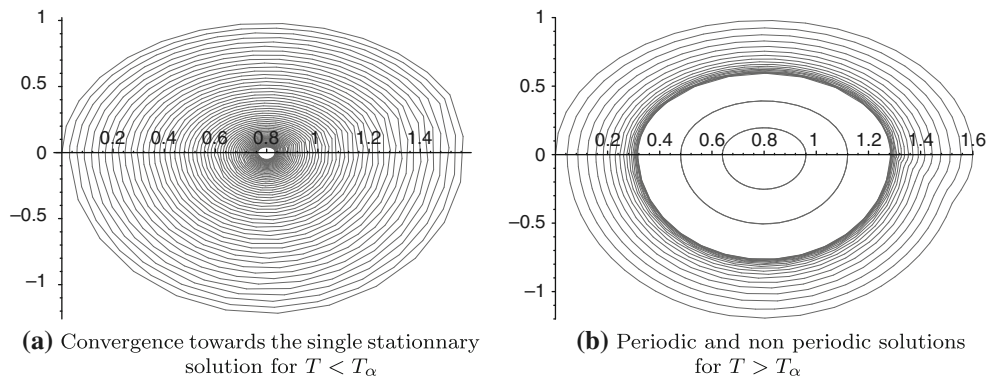 1
0.5
0
−0.5
−1
0.2 0.4 0.6 0.8 1 1.2 1.4
1
0.5
0
−0.5
−1
0.2 0.4 0.6 0.8 1 1.2 1.4 1.6
(a) Convergence towards the single stationnary
solution for T < Tα
(b) Periodic and non periodic solutions
for T > Tα